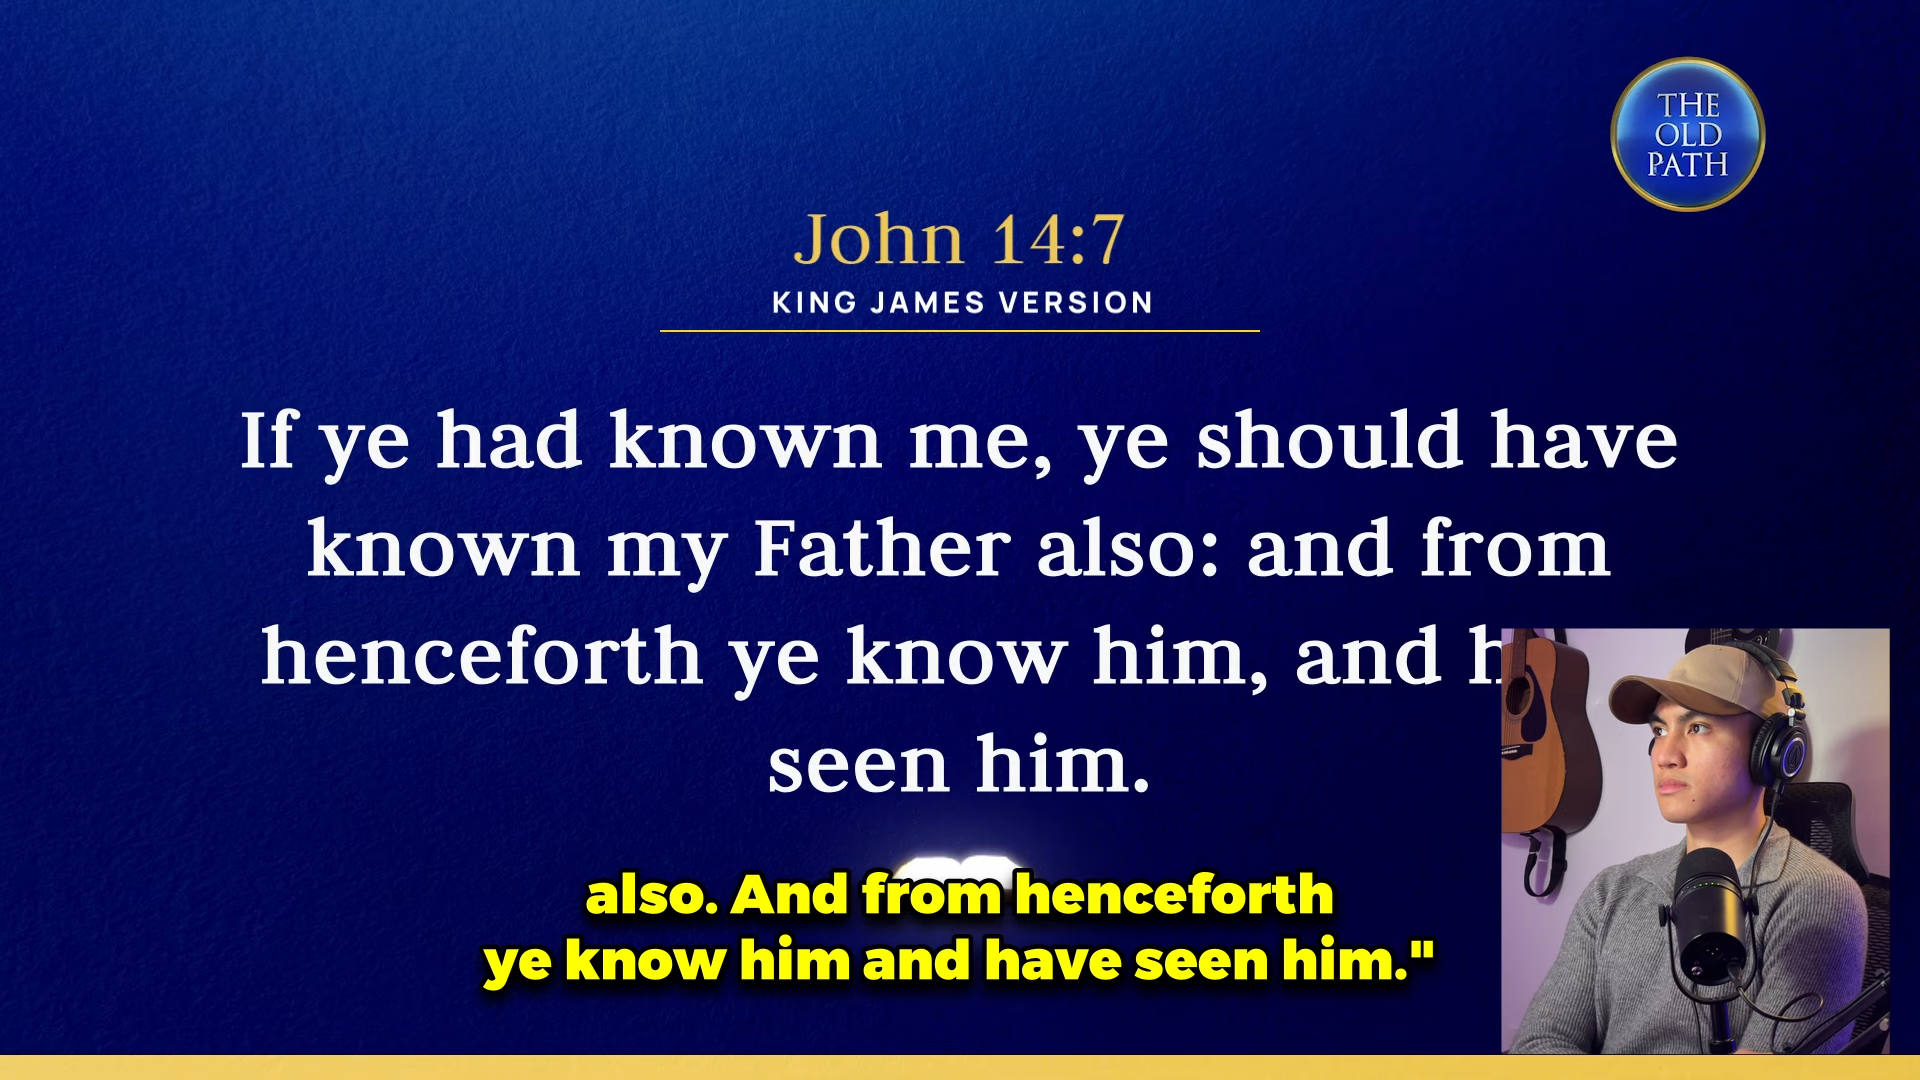 THE
OLD
PATH
John 14:7
KING JAMES VERSION
If ye had known me, ye should have
known my Father also: and from
henceforth ye know him, and h
seen him.
also. And from henceforth
ye know him and have seen him."